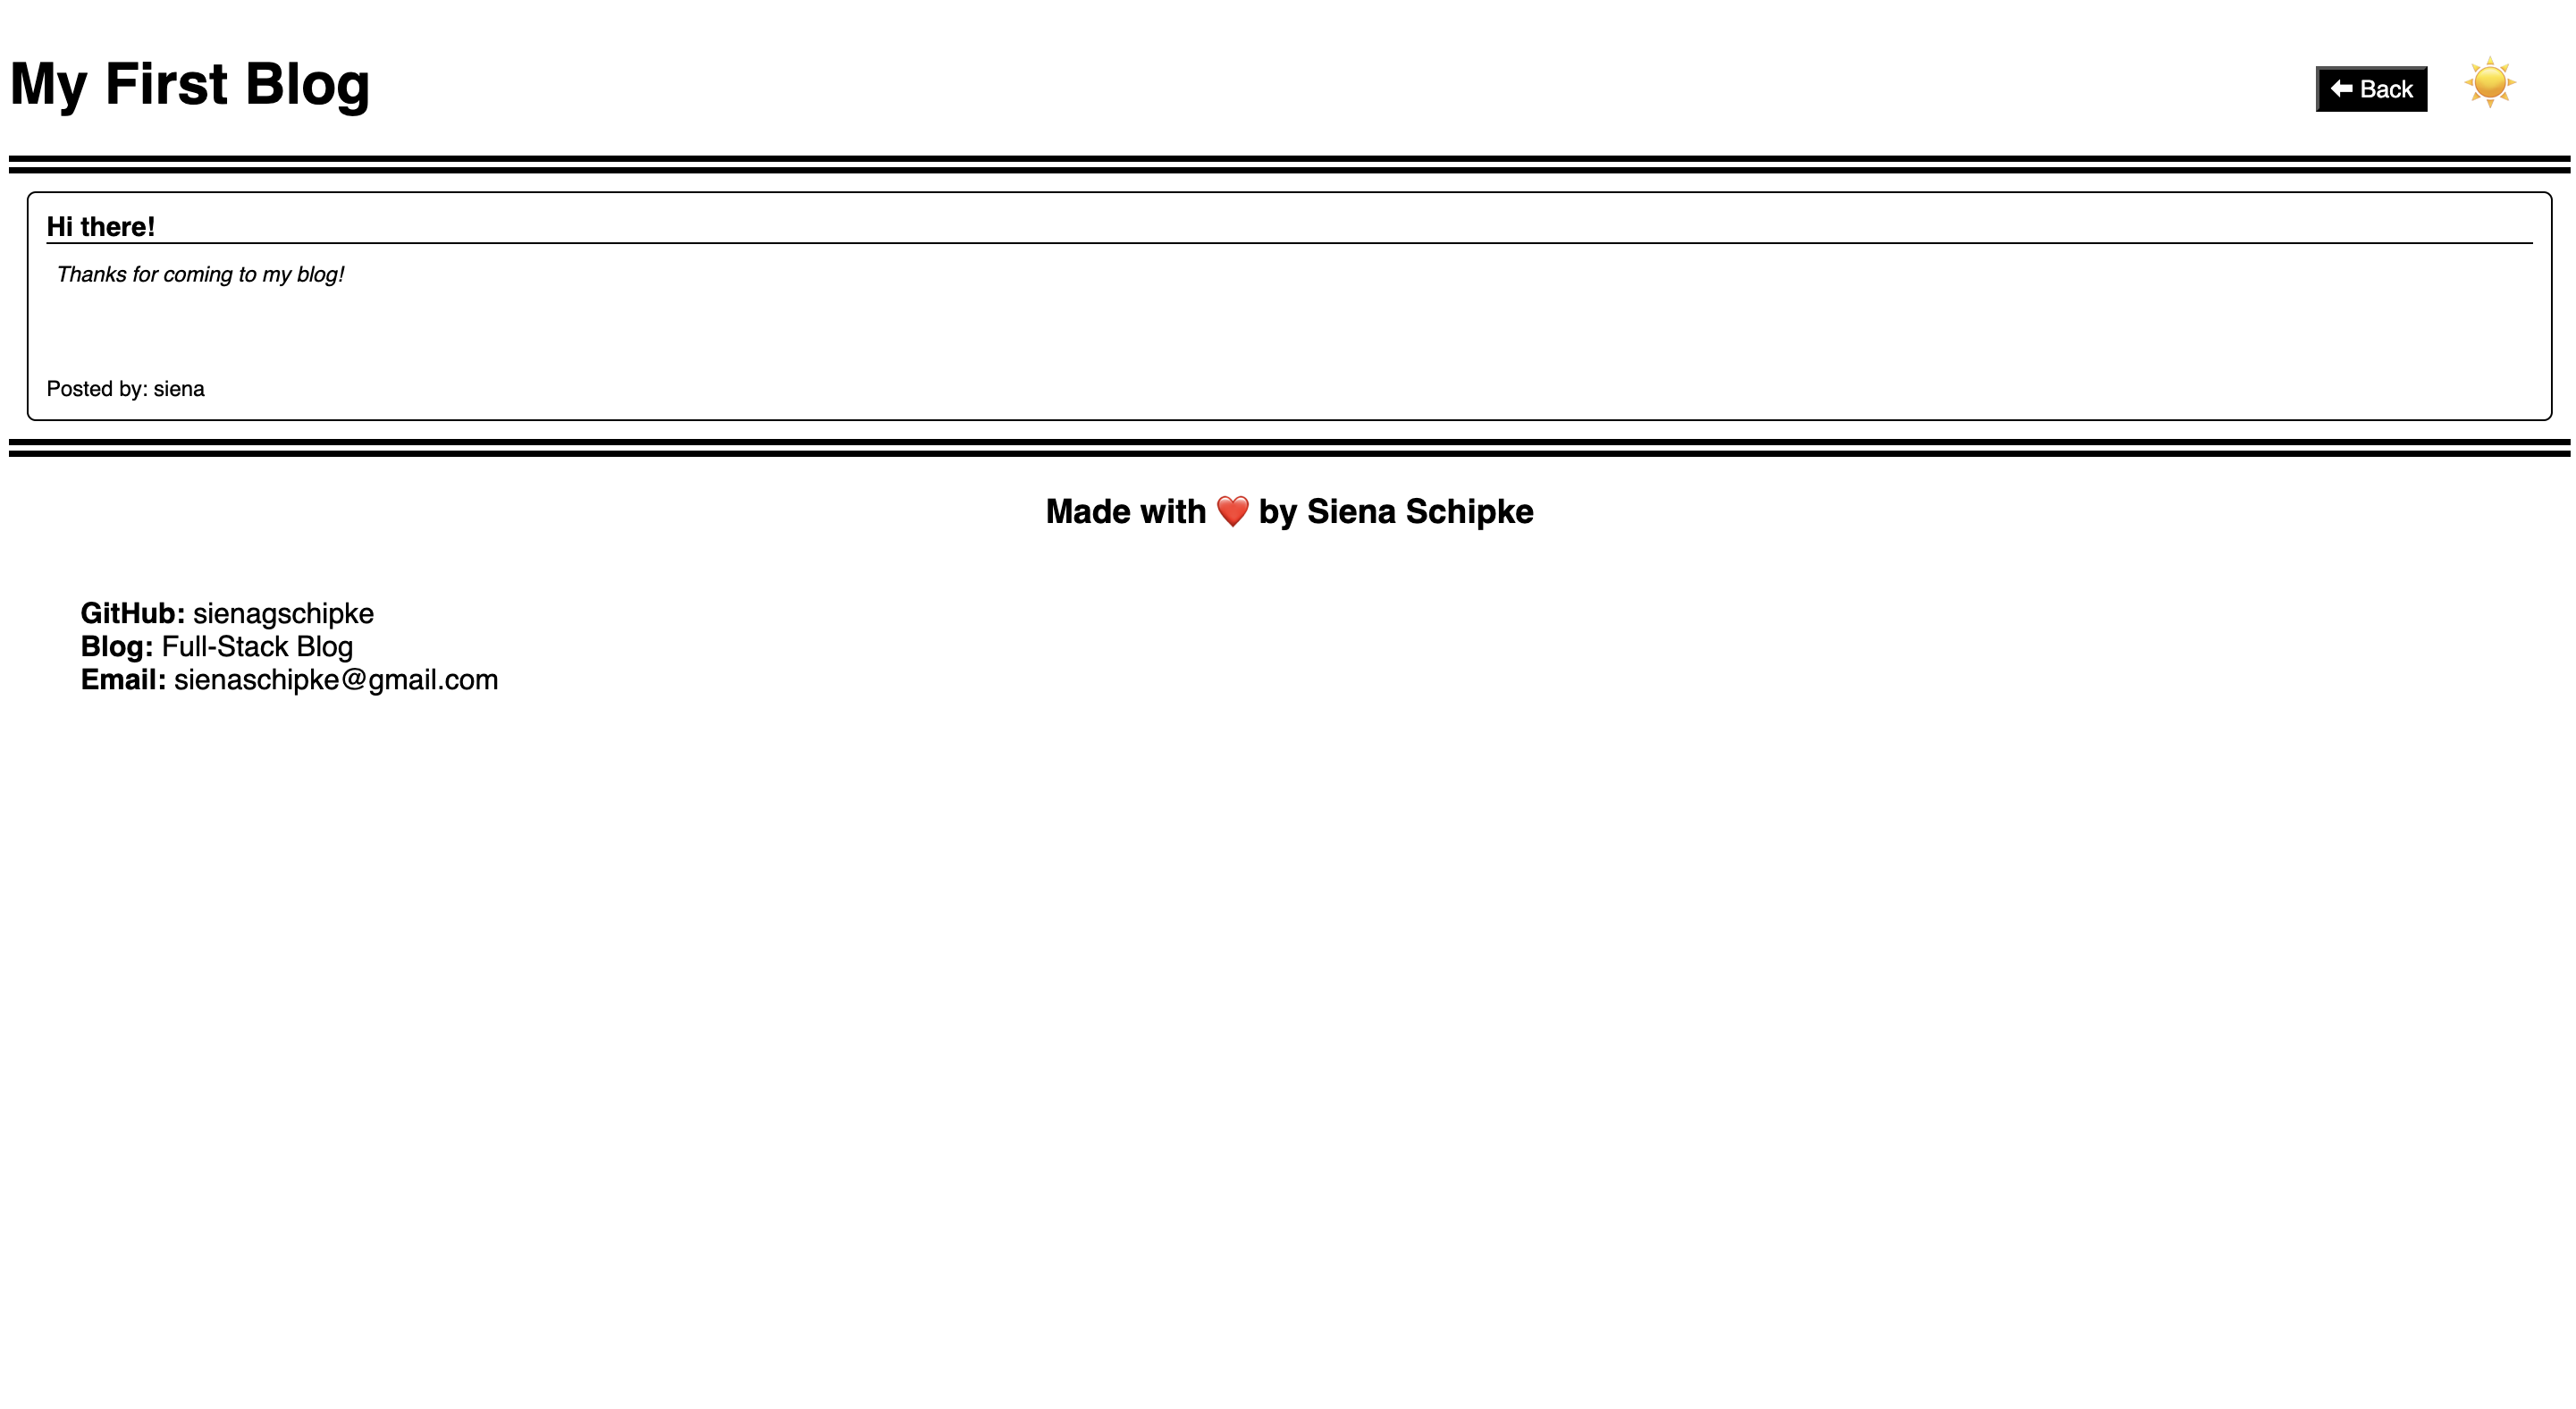 My First Blog
⬅ Back ☀️
Hi there!
Thanks for coming to my blog!
Posted by: siena
Made with ❤️ by Siena Schipke
GitHub: sienagschipke
Blog: Full-Stack Blog
Email: sienaschipke@gmail.com